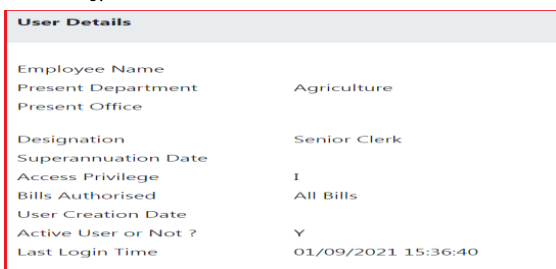 User Details
Employee Name
Present Department Agriculture
Present Office
Designation Senior Clerk
Superannuation Date
Access Privilege I
Bills Authorised All Bills
User Creation Date
Active User or Not ? Y
Last Login Time 01/09/2021 15:36:40